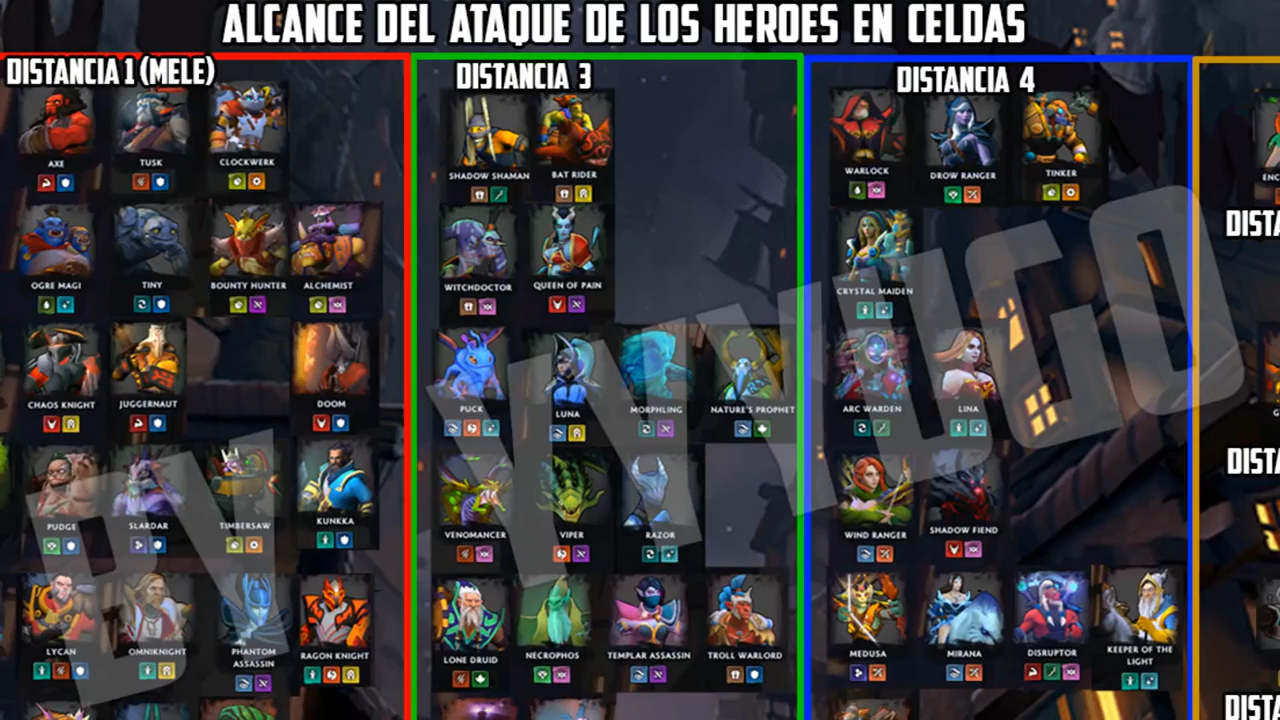 ALCANCE DEL ATAQUE DE LOS HEROES EN CELDAS
DISTANCIA 1 (MELE)
AXE TUSK CLOCKWERK
OGRE MAGI TINY BOUNTY HUNTER ALCHEMIST
CHAOS KNIGHT JUGGERNAUT DOOM
PUDGE SLARDAR TIMBERSAW KUNKKA
LYCAN OMNIKNIGHT PHANTOM ASSASSIN RAGON KNIGHT
DISTANCIA 3
SHADOW SHAMAN BAT RIDER
WITCHDOCTOR QUEEN OF PAIN
PUCK LUNA MORPHLING NATURE'S PROPHET
VENOMANCER VIPER RAZOR
LONE DRUID NECROPHOS TEMPLAR ASSASSIN TROLL WARLORD
DISTANCIA 4
WARLOCK DROW RANGER TINKER
CRYSTAL MAIDEN
ARC WARDEN LINA
WIND RANGER SHADOW FIEND
MEDUSA MIRANA DISRUPTOR KEEPER OF THE LIGHT
ENC
DISTA
DISTA
DISTA